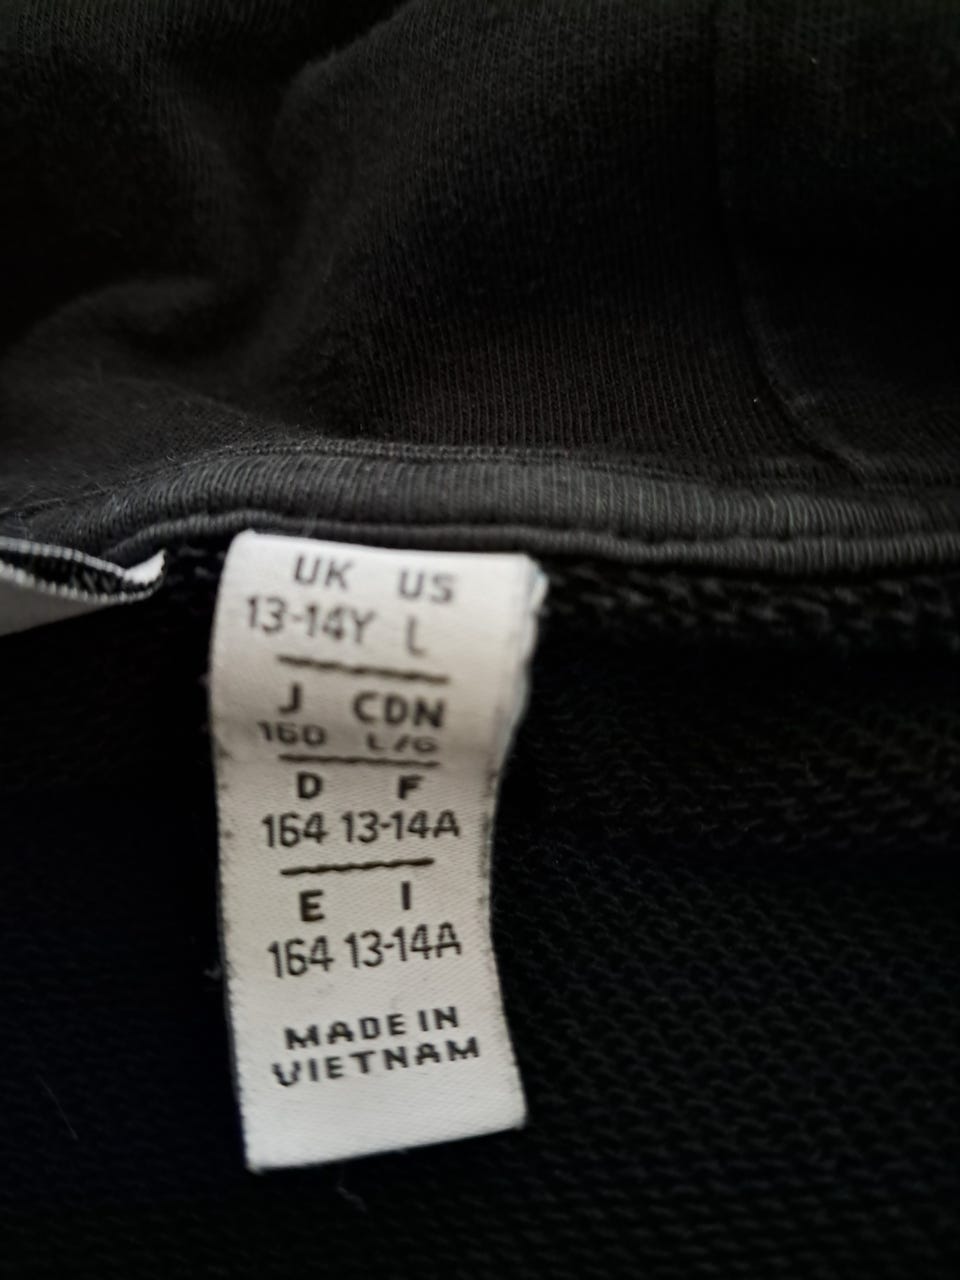 UK US
13-14Y L
J CDN
160 L/G
D F
164 13-14A
E I
164 13-14A
MADE IN
VIETNAM